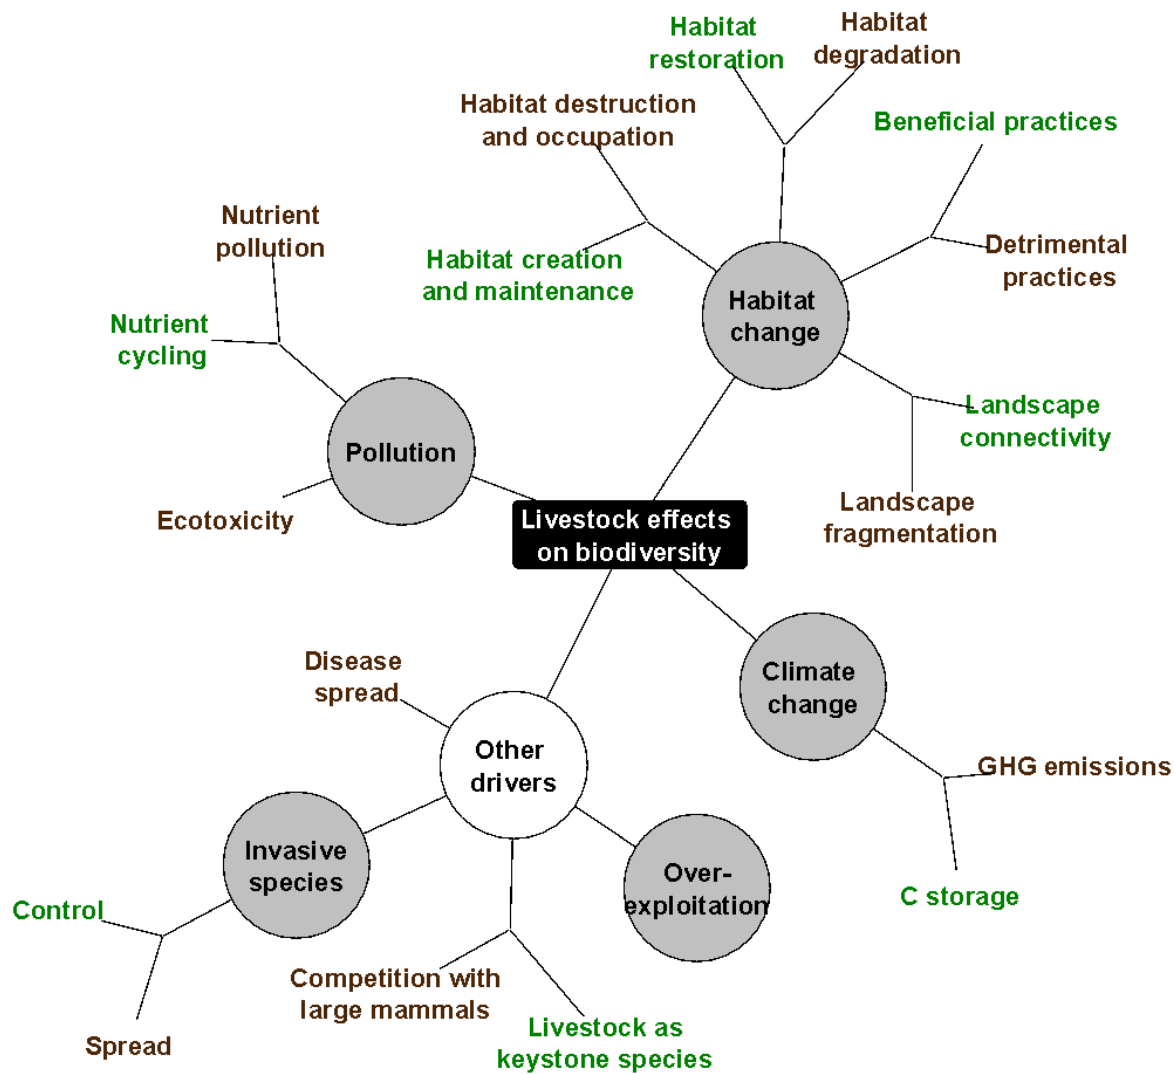 Habitat
restoration
Habitat
degradation
Habitat destruction
and occupation
Beneficial practices
Nutrient
pollution
Detrimental
practices
Habitat creation
and maintenance
Habitat
change
Nutrient
cycling
Landscape
connectivity
Pollution
Landscape
fragmentation
Ecotoxicity
Livestock effects
on biodiversity
Disease
spread
Climate
change
Other
drivers
GHG emissions
Invasive
species
Over-
exploitation
C storage
Control
Competition with
large mammals
Livestock as
keystone species
Spread